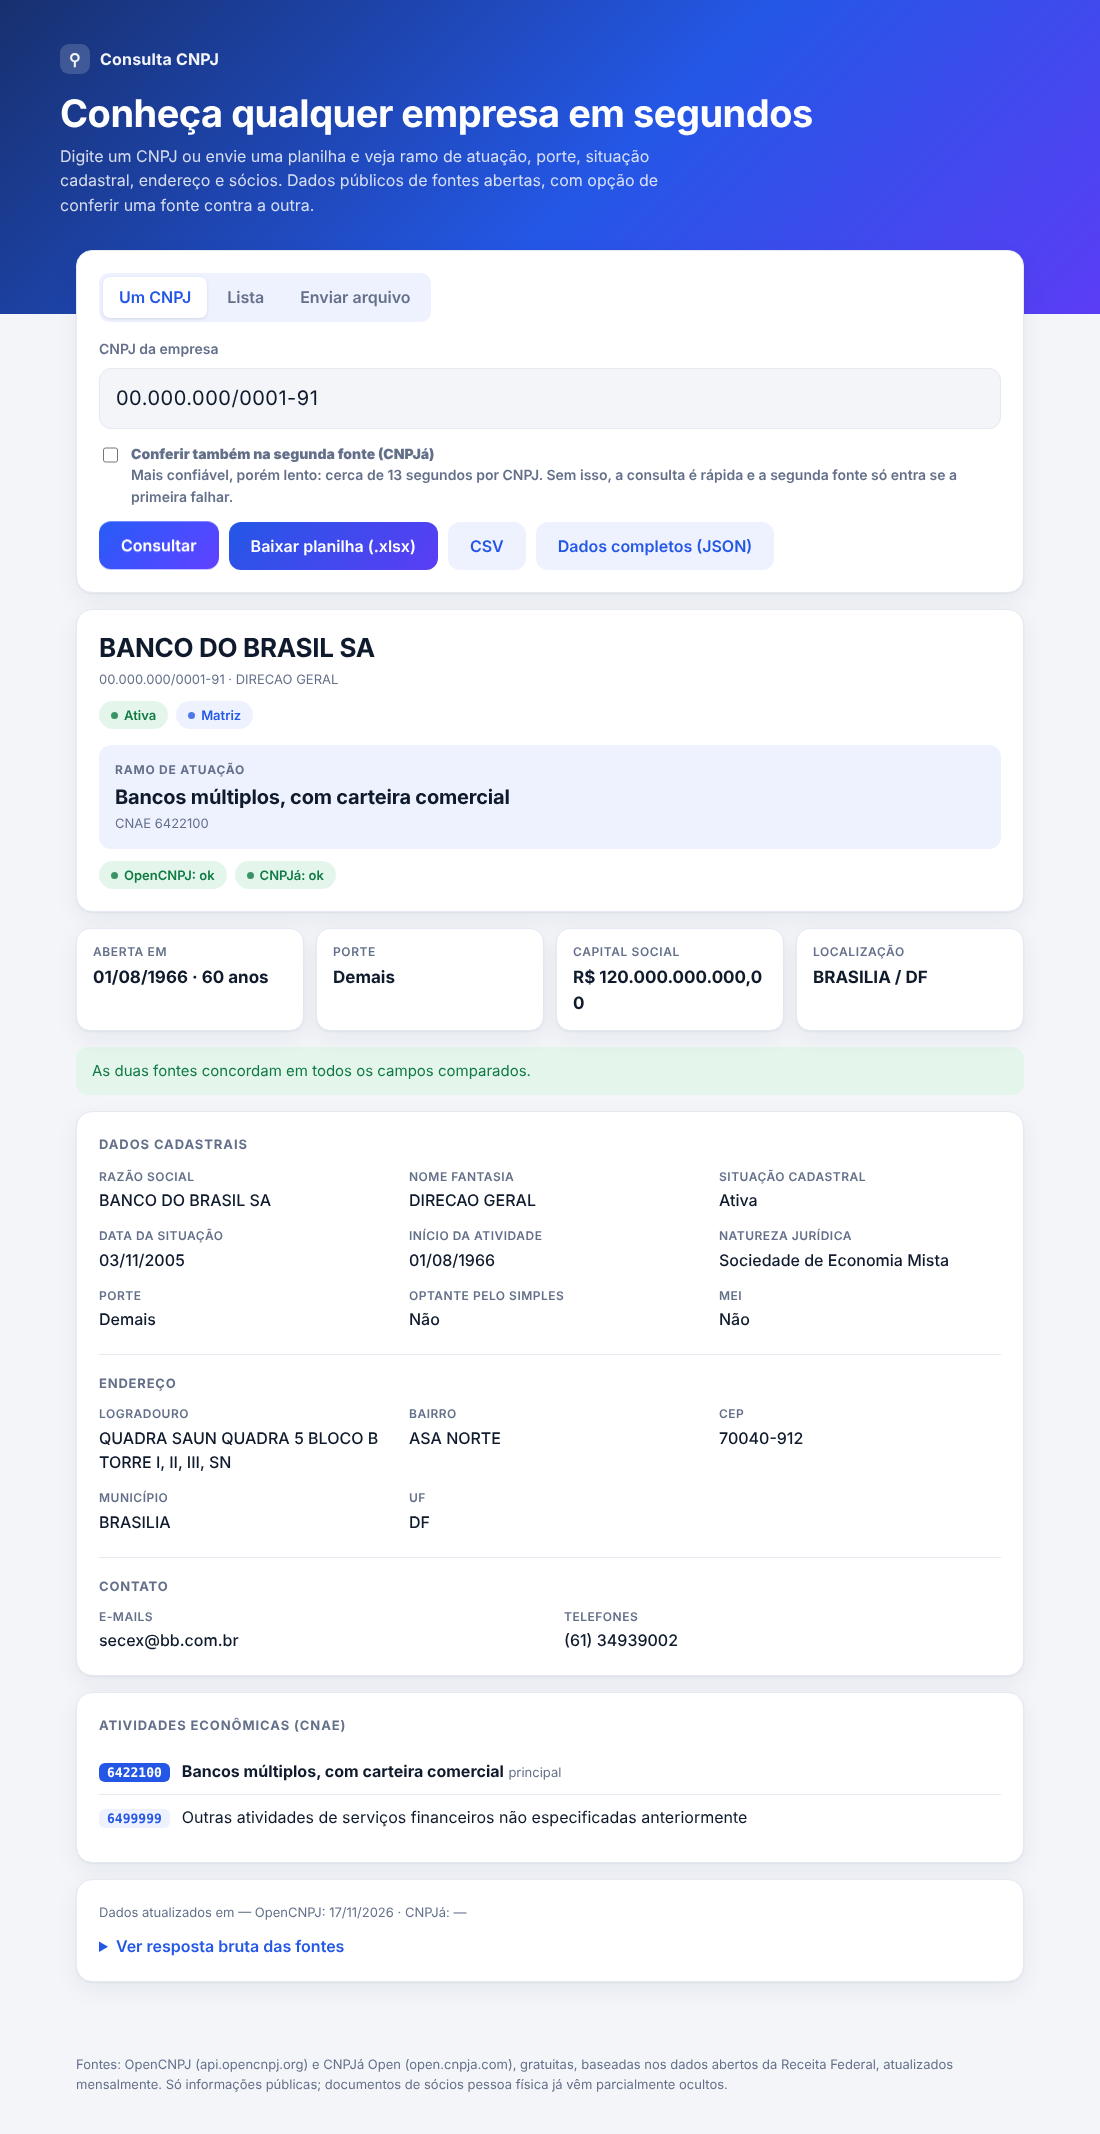 Consulta CNPJ
Conheça qualquer empresa em segundos
Digite um CNPJ ou envie uma planilha e veja ramo de atuação, porte, situação
cadastral, endereço e sócios. Dados públicos de fontes abertas, com opção de
conferir uma fonte contra a outra.
Um CNPJ Lista Enviar arquivo
CNPJ da empresa
00.000.000/0001-91
Conferir também na segunda fonte (CNPJá)
Mais confiável, porém lento: cerca de 13 segundos por CNPJ. Sem isso, a consulta é rápida e a segunda fonte só entra se a
primeira falhar.
Consultar Baixar planilha (.xlsx) CSV Dados completos (JSON)
BANCO DO BRASIL SA
00.000.000/0001-91 · DIRECAO GERAL
Ativa Matriz
RAMO DE ATUAÇÃO
Bancos múltiplos, com carteira comercial
CNAE 6422100
OpenCNPJ: ok CNPJá: ok
ABERTA EM PORTE CAPITAL SOCIAL LOCALIZAÇÃO
01/08/1966 · 60 anos Demais R$ 120.000.000.000,0 BRASILIA / DF
0
As duas fontes concordam em todos os campos comparados.
DADOS CADASTRAIS
RAZÃO SOCIAL NOME FANTASIA SITUAÇÃO CADASTRAL
BANCO DO BRASIL SA DIRECAO GERAL Ativa
DATA DA SITUAÇÃO INÍCIO DA ATIVIDADE NATUREZA JURÍDICA
03/11/2005 01/08/1966 Sociedade de Economia Mista
PORTE OPTANTE PELO SIMPLES MEI
Demais Não Não
ENDEREÇO
LOGRADOURO BAIRRO CEP
QUADRA SAUN QUADRA 5 BLOCO B ASA NORTE 70040-912
TORRE I, II, III, SN
MUNICÍPIO UF
BRASILIA DF
CONTATO
E-MAILS TELEFONES
secex@bb.com.br (61) 34939002
ATIVIDADES ECONÔMICAS (CNAE)
6422100 Bancos múltiplos, com carteira comercial principal
6499999 Outras atividades de serviços financeiros não especificadas anteriormente
Dados atualizados em — OpenCNPJ: 17/11/2026 · CNPJá: —
Ver resposta bruta das fontes
Fontes: OpenCNPJ (api.opencnpj.org) e CNPJá Open (open.cnpja.com), gratuitas, baseadas nos dados abertos da Receita Federal, atualizados
mensalmente. Só informações públicas; documentos de sócios pessoa física já vêm parcialmente ocultos.